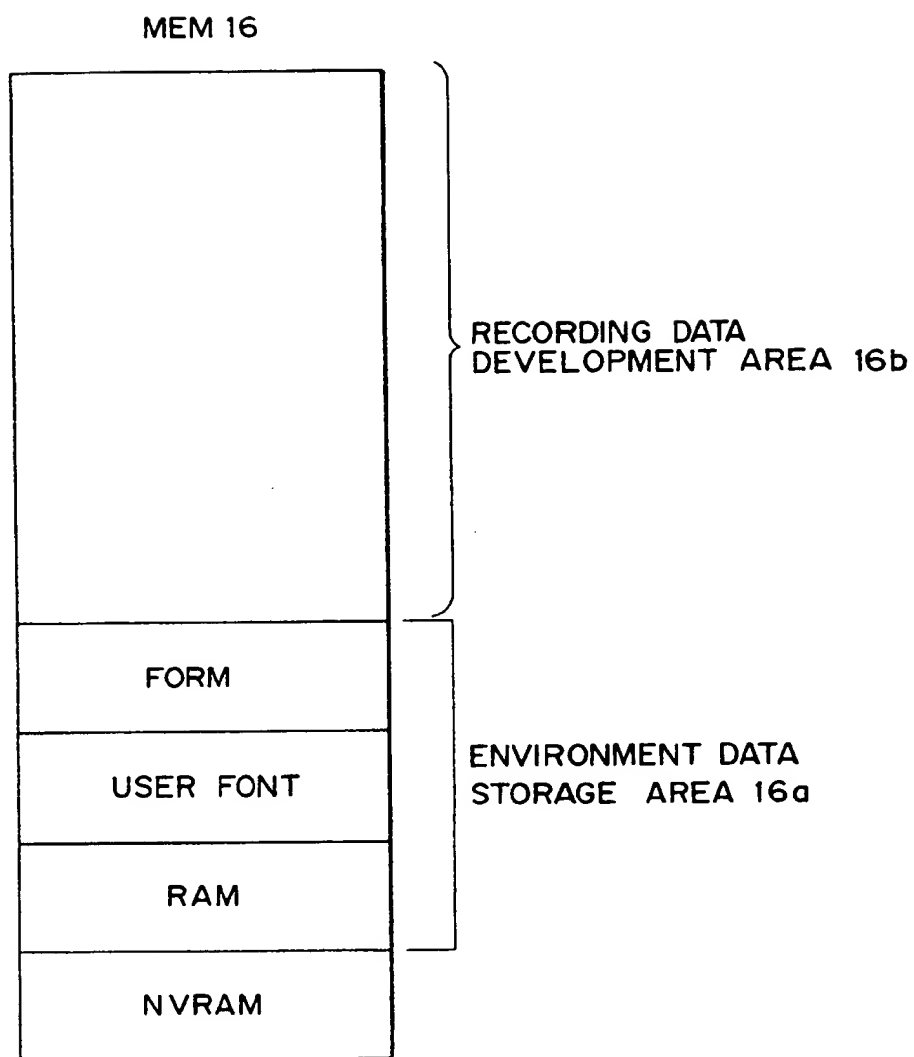 MEM 16
RECORDING DATA
DEVELOPMENT AREA 16b
FORM
USER FONT
ENVIRONMENT DATA
STORAGE AREA 16a
RAM
NVRAM